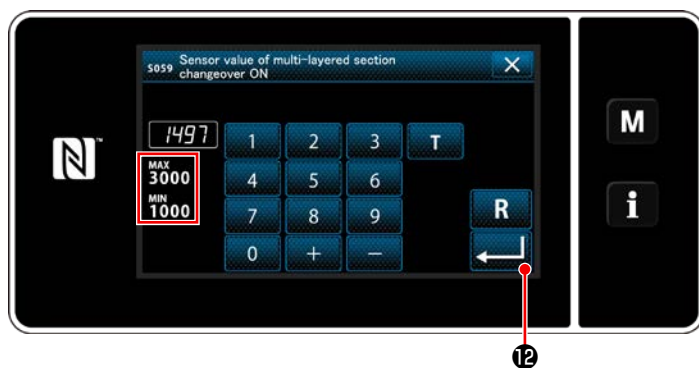 S059 Sensor value of multi-layered section
changeover ON
1497
1 2 3 T
MAX
3000
4 5 6
MIN
1000
7 8 9 R
0 + −
M
i
N™
⓬